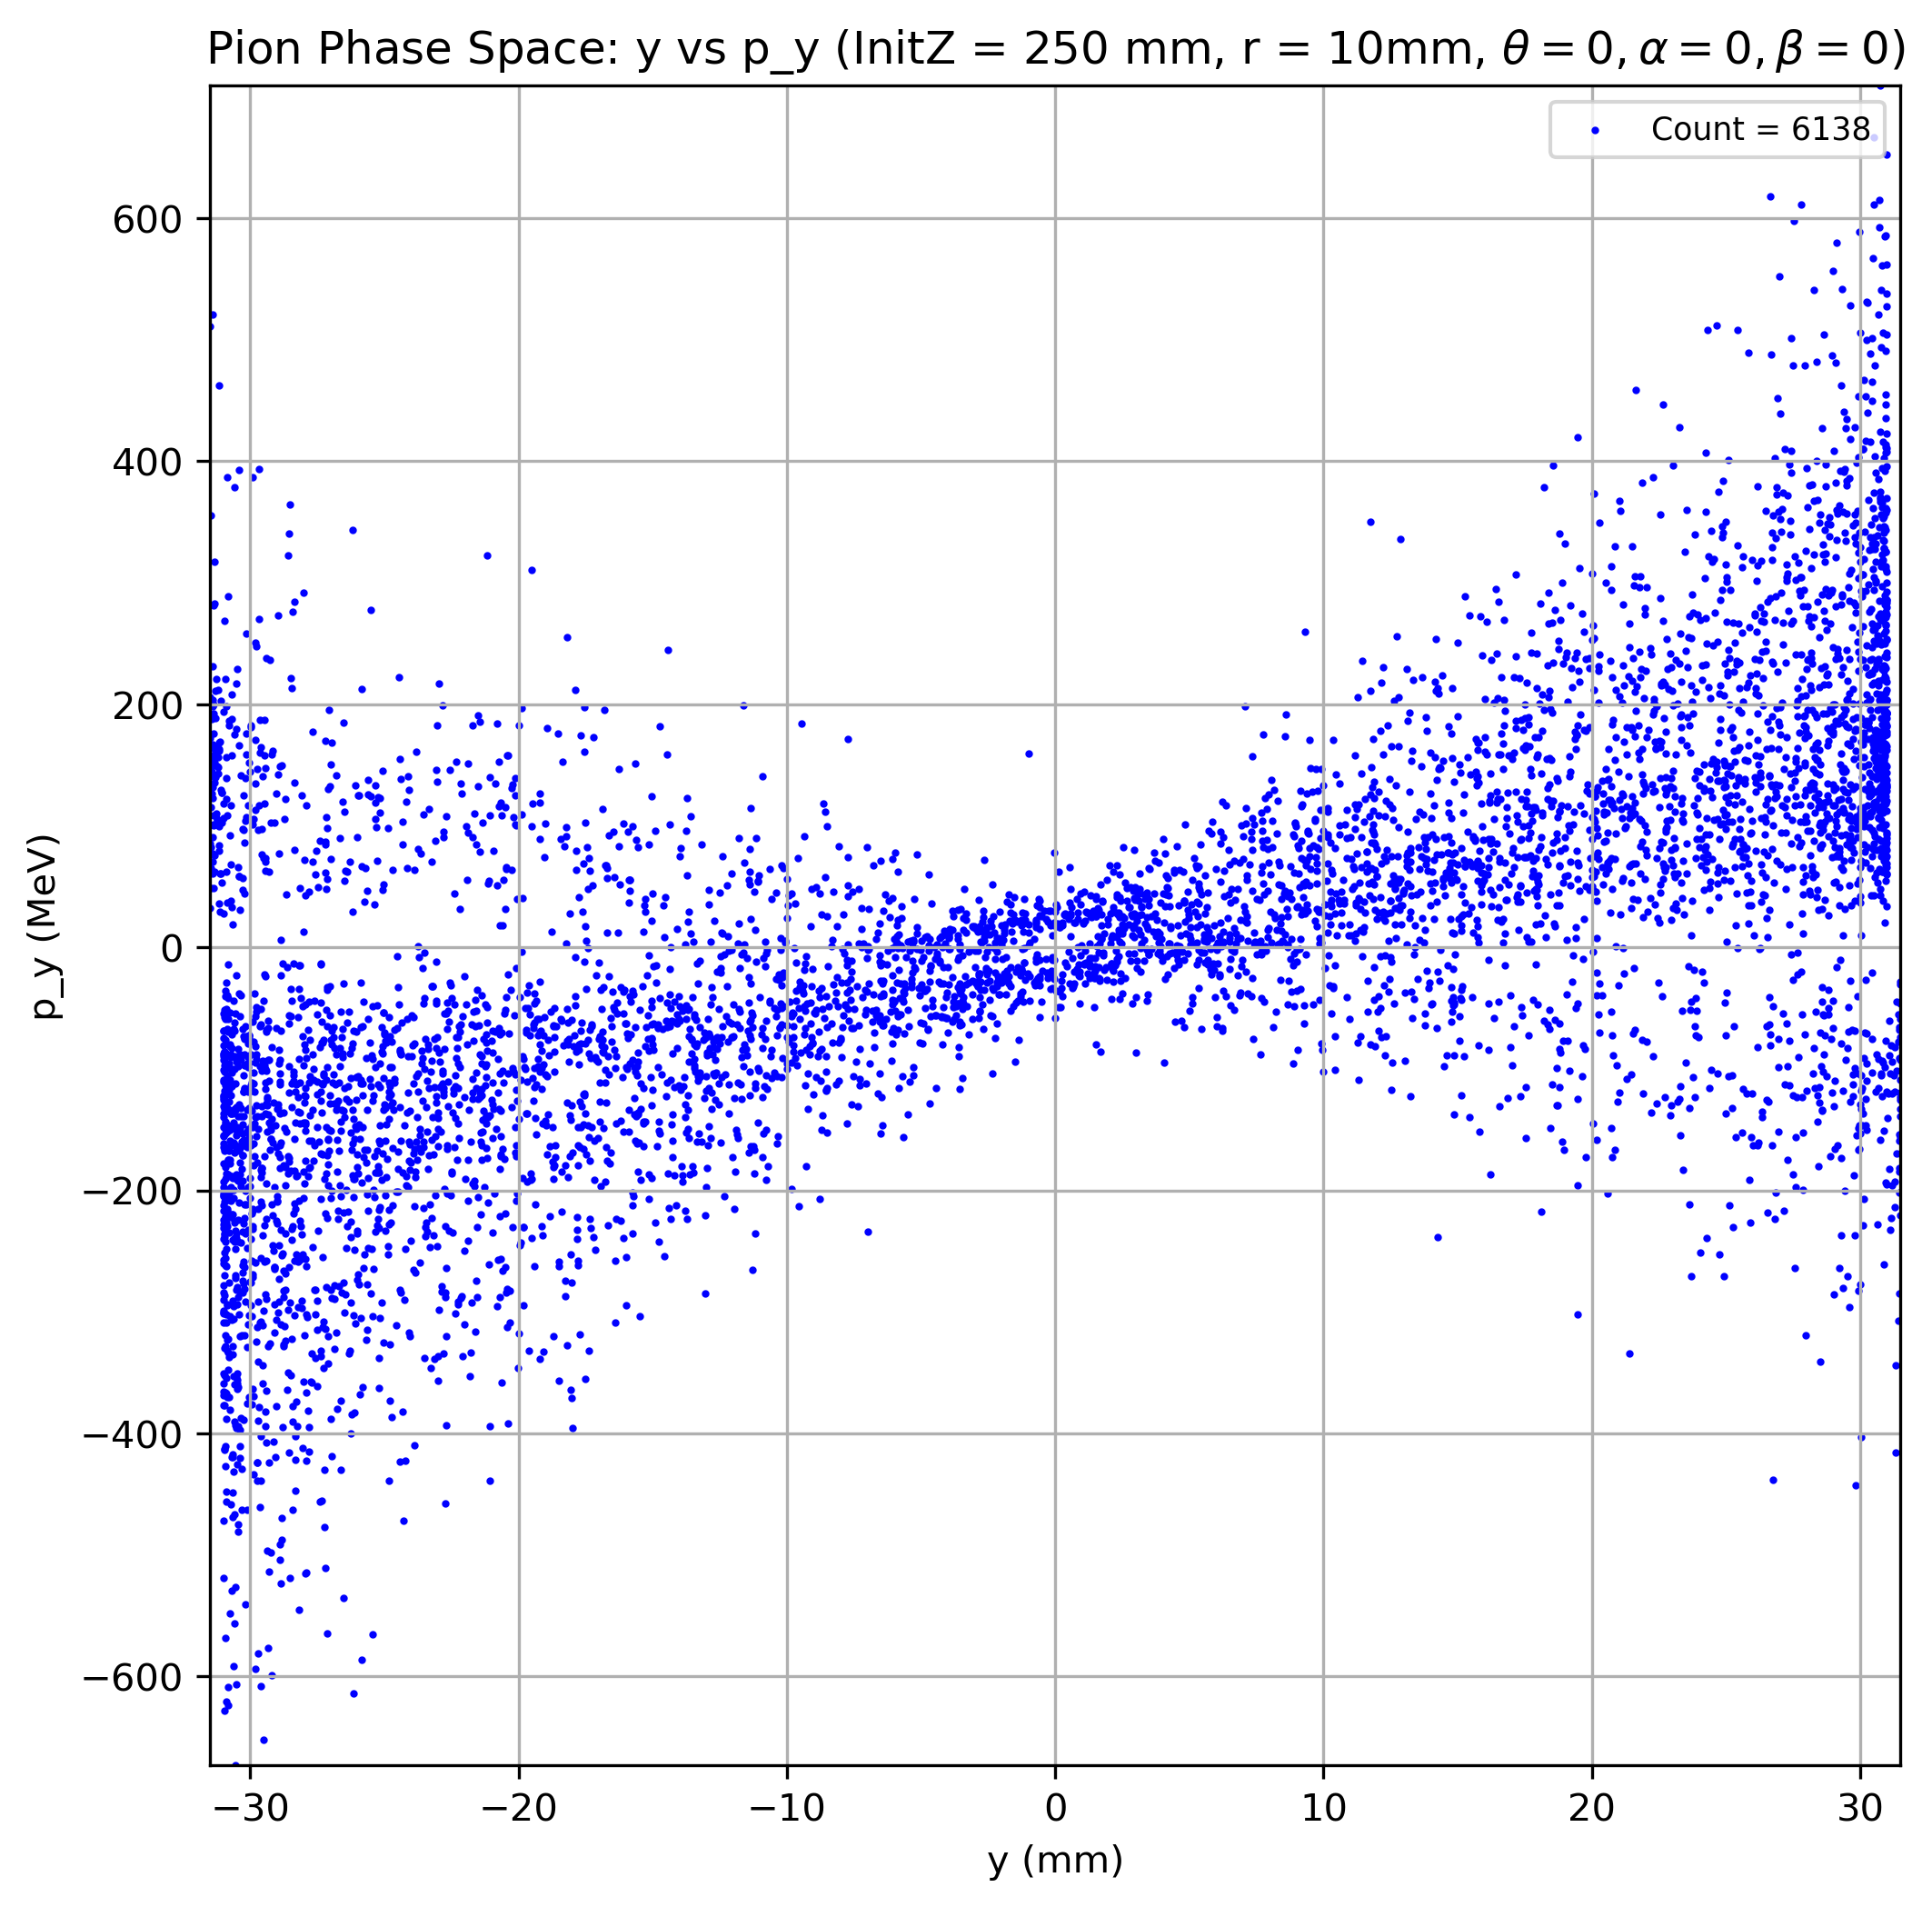 Pion Phase Space: y vs p_y (InitZ = 250 mm, r = 10mm, θ = 0, α = 0, β = 0)
Count = 6138
600
400
200
0
−200
−400
−600
p_y (MeV)
−30 −20 −10 0 10 20 30
y (mm)